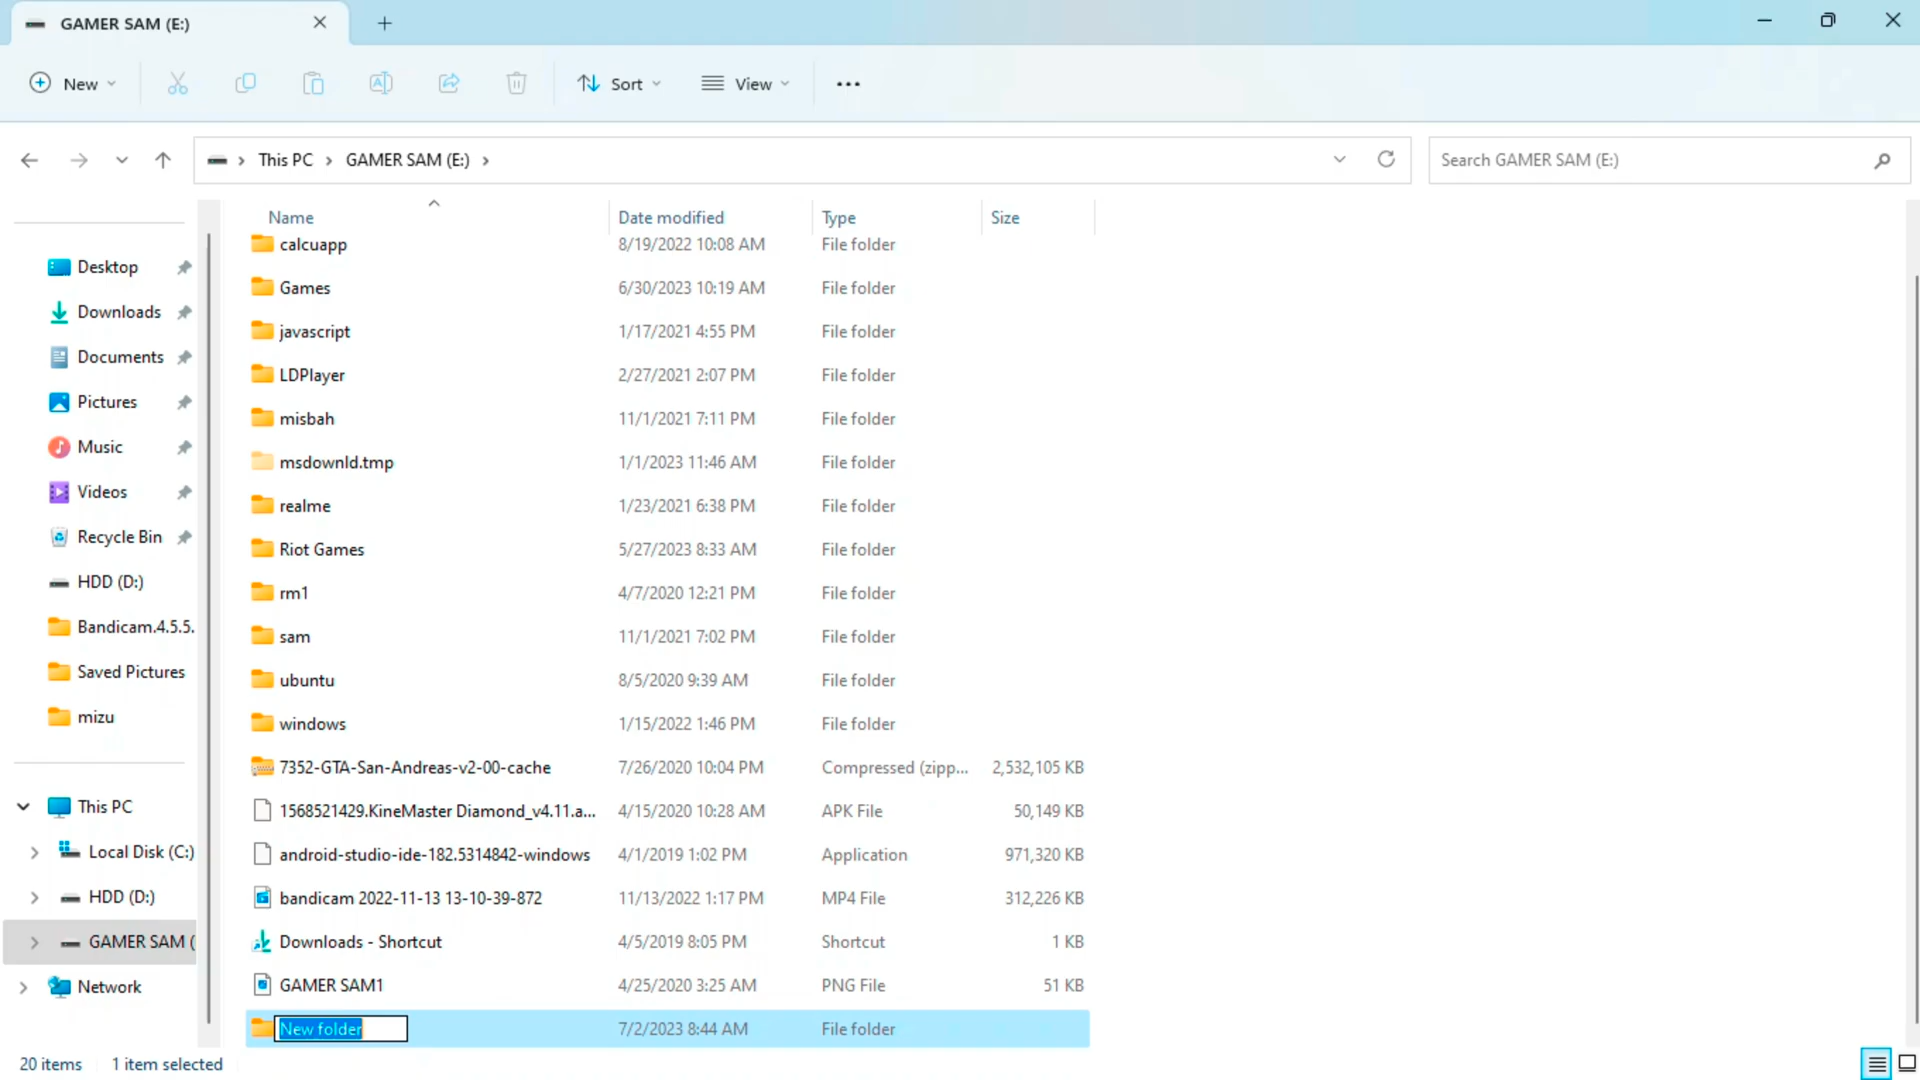 GAMER SAM (E:)
New
Sort
View
This PC
GAMER SAM (E:)
Search GAMER SAM (E:)
Name Date modified Type Size
calcuapp 8/19/2022 10:08 AM File folder
Games 6/30/2023 10:19 AM File folder
javascript 1/17/2021 4:55 PM File folder
LDPlayer 2/27/2021 2:07 PM File folder
misbah 11/1/2021 7:11 PM File folder
msdownld.tmp 1/1/2023 11:46 AM File folder
realme 1/23/2021 6:38 PM File folder
Riot Games 5/27/2023 8:33 AM File folder
rm1 4/7/2020 12:21 PM File folder
sam 11/1/2021 7:02 PM File folder
ubuntu 8/5/2020 9:39 AM File folder
windows 1/15/2022 1:46 PM File folder
7352-GTA-San-Andreas-v2-00-cache 7/26/2020 10:04 PM Compressed (zipp... 2,532,105 KB
1568521429.KineMaster Diamond_v4.11.a... 4/15/2020 10:28 AM APK File 50,149 KB
android-studio-ide-182.5314842-windows 4/1/2019 1:02 PM Application 971,320 KB
bandicam 2022-11-13 13-10-39-872 11/13/2022 1:17 PM MP4 File 312,226 KB
Downloads - Shortcut 4/5/2019 8:05 PM Shortcut 1 KB
GAMER SAM1 4/25/2020 3:25 AM PNG File 51 KB
New folder 7/2/2023 8:44 AM File folder
Desktop
Downloads
Documents
Pictures
Music
Videos
Recycle Bin
HDD (D:)
Bandicam.4.5.5.
Saved Pictures
mizu
This PC
Local Disk (C:)
HDD (D:)
GAMER SAM (
Network
20 items 1 item selected